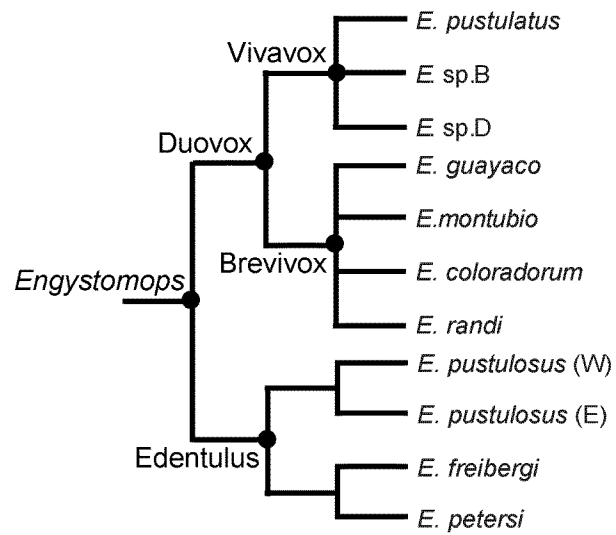 E. pustulatus
Vivavox
E. sp.B
E. sp.D
Duovox
E. guayaco
E.montubio
Brevivox
E. coloradorum
Engystomops
E. randi
E. pustulosus (W)
E. pustulosus (E)
Edentulus
E. freibergi
E. petersi